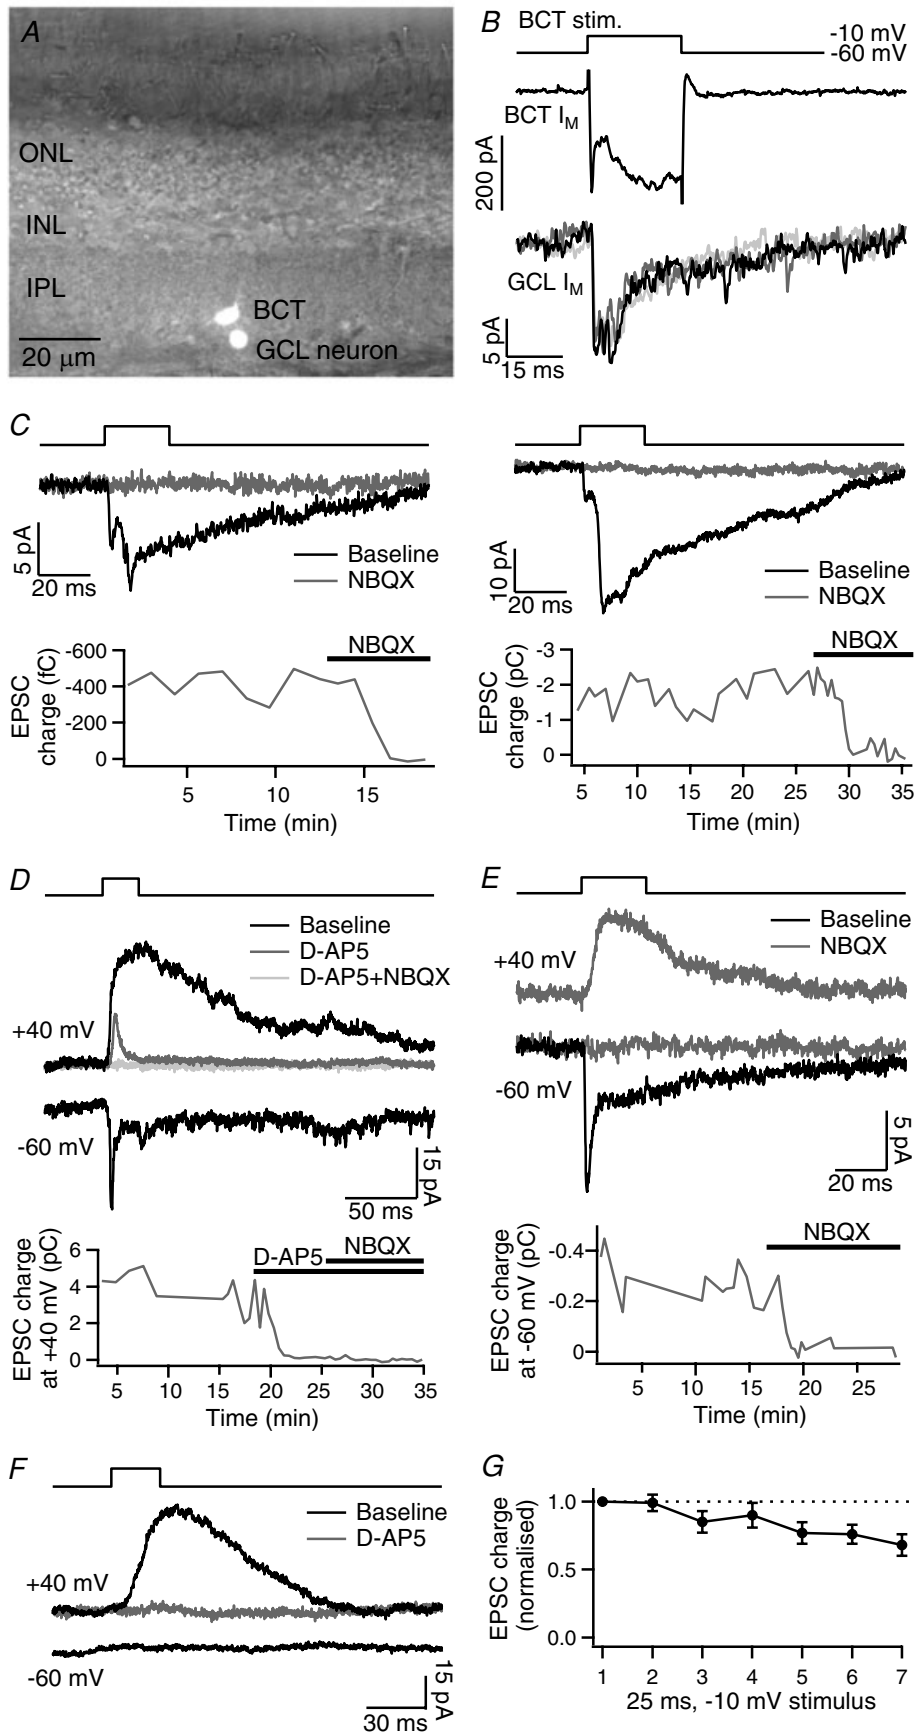 A
ONL
INL
IPL
BCT
GCL neuron
20 μm
B
BCT stim.
-10 mV
-60 mV
BCT IM
200 pA
GCL IM
5 pA
15 ms
C
Baseline
NBQX
5 pA
20 ms
NBQX
-600
-400
-200
0
EPSC
charge (fC)
5
10
15
Time (min)
Baseline
NBQX
10 pA
20 ms
NBQX
-3
-2
-1
0
EPSC
charge (pC)
5
10
15
20
25
30
35
Time (min)
D
Baseline
D-AP5
D-AP5+NBQX
+40 mV
-60 mV
15 pA
50 ms
NBQX
D-AP5
6
4
2
0
EPSC charge
at +40 mV (pC)
5
10
15
20
25
30
35
Time (min)
E
Baseline
NBQX
+40 mV
-60 mV
5 pA
20 ms
NBQX
-0.4
-0.2
0
EPSC charge
at -60 mV (pC)
5
10
15
20
25
Time (min)
F
Baseline
D-AP5
+40 mV
-60 mV
15 pA
30 ms
G
1.0
0.5
0.0
EPSC charge
(normalised)
1
2
3
4
5
6
7
25 ms, -10 mV stimulus